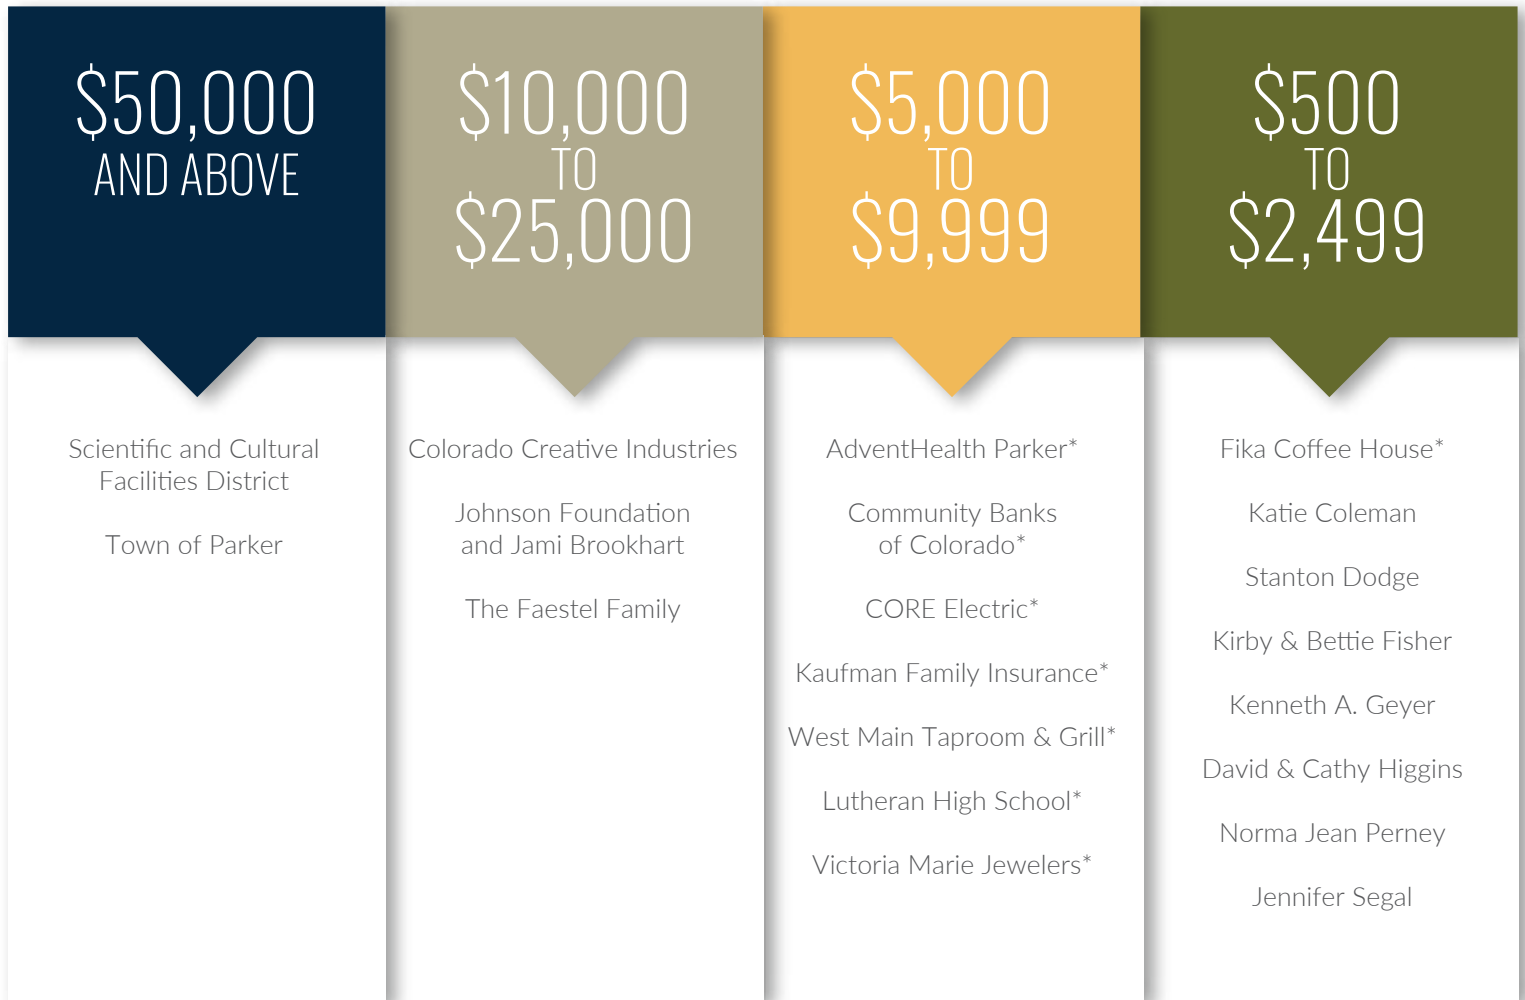 $50,000
AND ABOVE
Scientific and Cultural
Facilities District
Town of Parker
$10,000
TO
$25,000
Colorado Creative Industries
Johnson Foundation
and Jami Brookhart
The Faestel Family
$5,000
TO
$9,999
AdventHealth Parker*
Community Banks
of Colorado*
CORE Electric*
Kaufman Family Insurance*
West Main Taproom & Grill*
Lutheran High School*
Victoria Marie Jewelers*
$500
TO
$2,499
Fika Coffee House*
Katie Coleman
Stanton Dodge
Kirby & Bettie Fisher
Kenneth A. Geyer
David & Cathy Higgins
Norma Jean Perney
Jennifer Segal